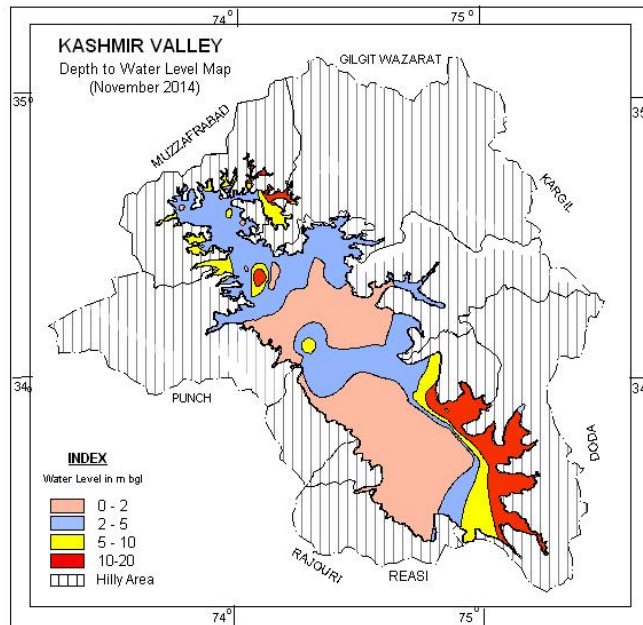 74°
75°
KASHMIR VALLEY
Depth to Water Level Map
(November 2014)
GILGIT WAZARAT
35°
35
MUZZAFRABAD
KARGIL
34°
34
PUNCH
DODA
INDEX
Water Level in m bgl
0 - 2
2 - 5
5 - 10
10-20
Hilly Area
RAJOURI
REASI
74°
75°